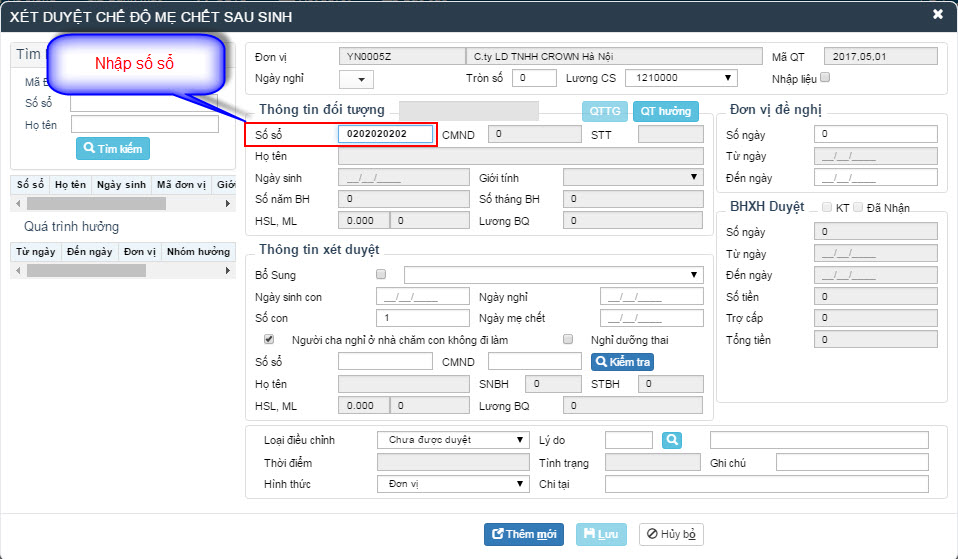 XÉT DUYỆT CHẾ ĐỘ MẸ CHẾT SAU SINH
Nhập số sổ
Tìm
Mã Đ
Số sổ
Họ tên
Tìm kiếm
Số sổ Họ tên Ngày sinh Mã đơn vị Giới
Quá trình hưởng
Từ ngày Đến ngày Đơn vị Nhóm hưởng
Đơn vị YN0005Z C.ty LD TNHH CROWN Hà Nội Mã QT 2017.05.01
Ngày nghỉ Tròn số 0 Lương CS 1210000 Nhập liệu
Thông tin đối tượng QTTG QT hưởng
Số sổ 0202020202 CMND 0 STT
Họ tên
Ngày sinh __/__/____ Giới tính
Số năm BH 0 Số tháng BH 0
HSL, ML 0.000 0 Lương BQ 0
Đơn vị đề nghị
Số ngày 0
Từ ngày __/__/____
Đến ngày __/__/____
BHXH Duyệt KT Đã Nhận
Số ngày 0
Từ ngày __/__/____
Đến ngày __/__/____
Số tiền 0
Trợ cấp 0
Tổng tiền 0
Thông tin xét duyệt
Bổ Sung
Ngày sinh con __/__/____ Ngày nghỉ __/__/____
Số con 1 Ngày mẹ chết __/__/____
Người cha nghỉ ở nhà chăm con không đi làm Nghỉ dưỡng thai
Số sổ CMND Kiểm tra
Họ tên SNBH 0 STBH 0
HSL, ML 0.000 0 Lương BQ 0
Loại điều chỉnh Chưa được duyệt Lý do
Thời điểm Tình trạng Ghi chú
Hình thức Đơn vị Chi tại
Thêm mới Lưu Hủy bỏ